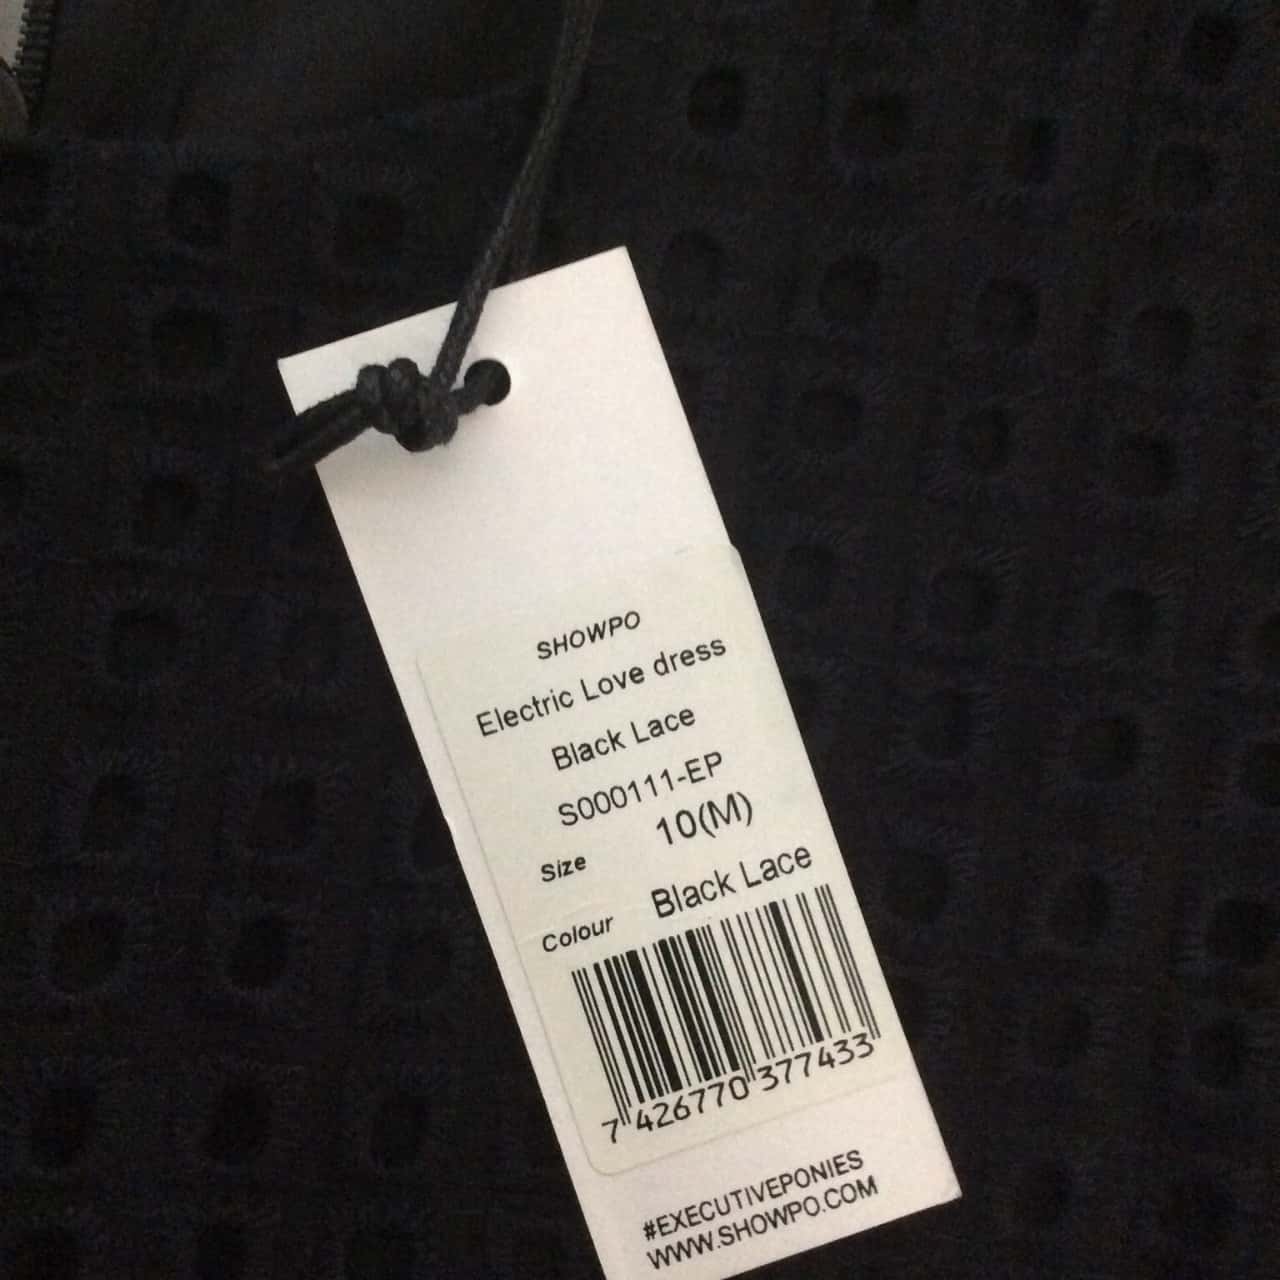 SHOWPO
Electric Love dress
Black Lace
S000111-EP
Size 10(M)
Colour Black Lace
7 426770 377433
#EXECUTIVEPONIES
WWW.SHOWPO.COM